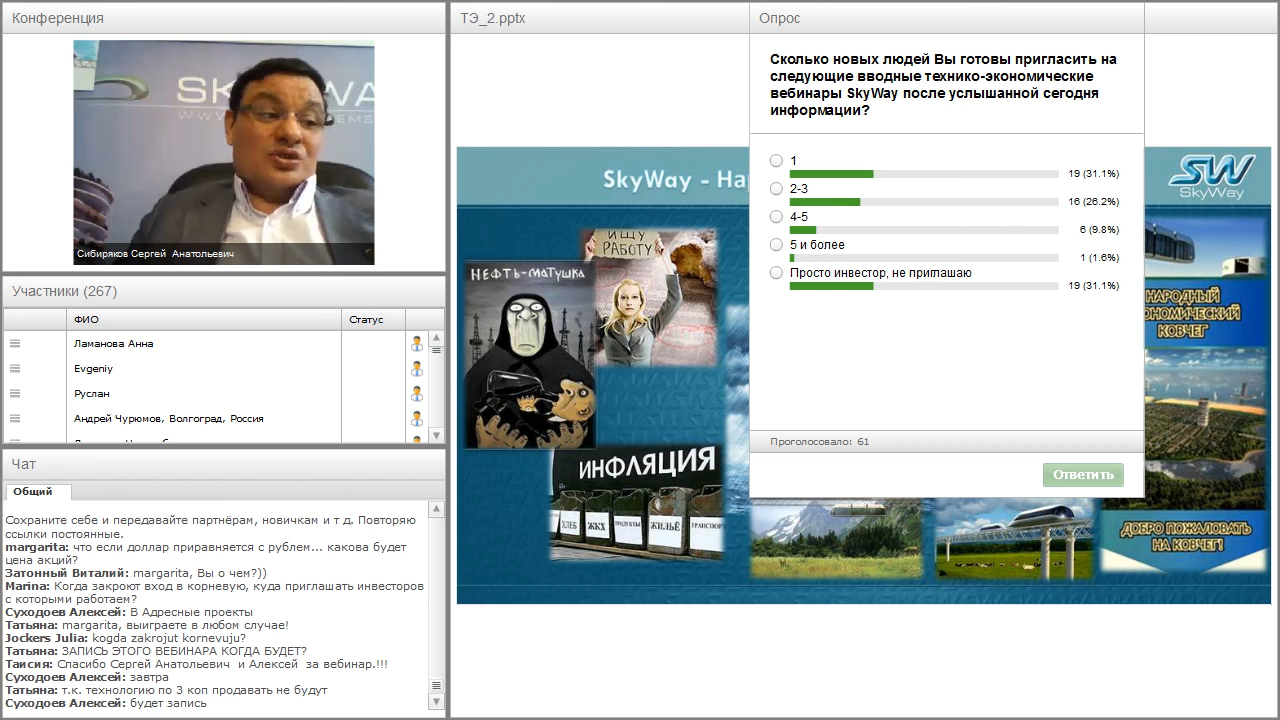 Конференция
SKYWA
WWW
EMS
Сибиряков Сергей Анатольевич
Участники (267)
ФИО
Статус
Ламанова Анна
Evgeniy
Руслан
Андрей Чурюмов, Волгоград, Россия
Чат
Общий
Сохраните себе и передавайте партнёрам, новичкам и т д. Повторяю
ссылки постоянные.
margarita: что если доллар приравняется с рублем... какова будет
цена акций?
Затонный Виталий: margarita, Вы о чем?))
Marina: Когда закроют вход в корневую, куда приглашать инвесторов
с которыми работаем?
Суходоев Алексей: В Адресные проекты
Татьяна: margarita, выиграете в любом случае!
Jockers Julia: kogda zakrojut kornevuju?
Татьяна: ЗАПИСЬ ЭТОГО ВЕБИНАРА КОГДА БУДЕТ?
Таисия: Спасибо Сергей Анатольевич и Алексей за вебинар.!!!
Суходоев Алексей: завтра
Татьяна: т.к. технологию по 3 коп продавать не будут
Суходоев Алексей: будет запись
ТЭ_2.pptx
SkyWay - На
ИЩУ
РАБОТУ
НЕФТЬ-МАТУШКА
ИНФЛЯЦИЯ
ХЛЕБ
ЖКХ
ПРОДУКТЫ
ЖИЛЬЁ
ТРАНСПОРТ
Опрос
Сколько новых людей Вы готовы пригласить на
следующие вводные технико-экономические
вебинары SkyWay после услышанной сегодня
информации?
1
19 (31.1%)
2-3
16 (26.2%)
4-5
6 (9.8%)
5 и более
1 (1.6%)
Просто инвестор, не приглашаю
19 (31.1%)
Проголосовало: 61
Ответить
SW
SkyWay
НАРОДНЫЙ
ОНОМИЧЕСКИЙ
КОВЧЕГ
ДОБРО ПОЖАЛОВАТЬ
НА КОВЧЕГ!